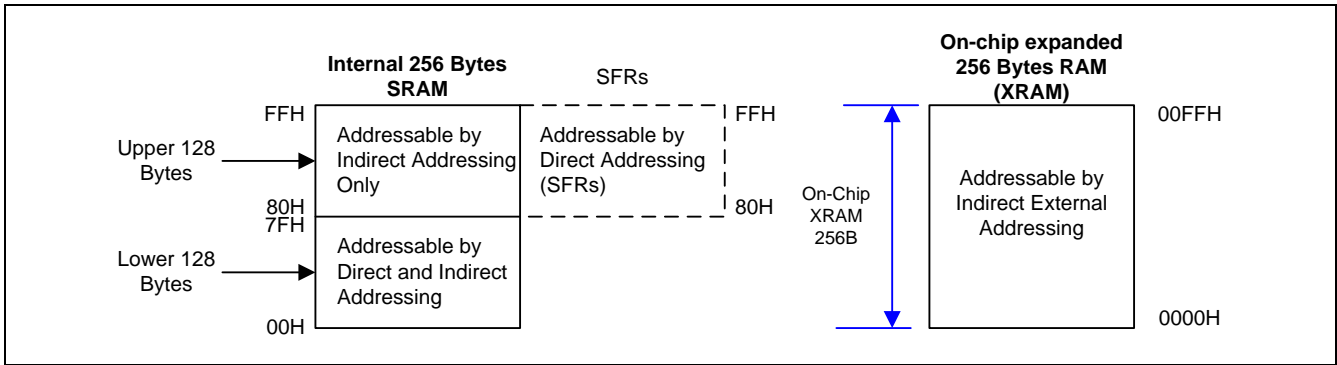 Internal 256 Bytes
SRAM
SFRs
On-chip expanded
256 Bytes RAM
(XRAM)
FFH
FFH
00FFH
Upper 128
Bytes
Addressable by
Indirect Addressing
Only
Addressable by
Direct Addressing
(SFRs)
80H
80H
7FH
Lower 128
Bytes
Addressable by
Direct and Indirect
Addressing
00H
On-Chip
XRAM
256B
Addressable by
Indirect External
Addressing
0000H